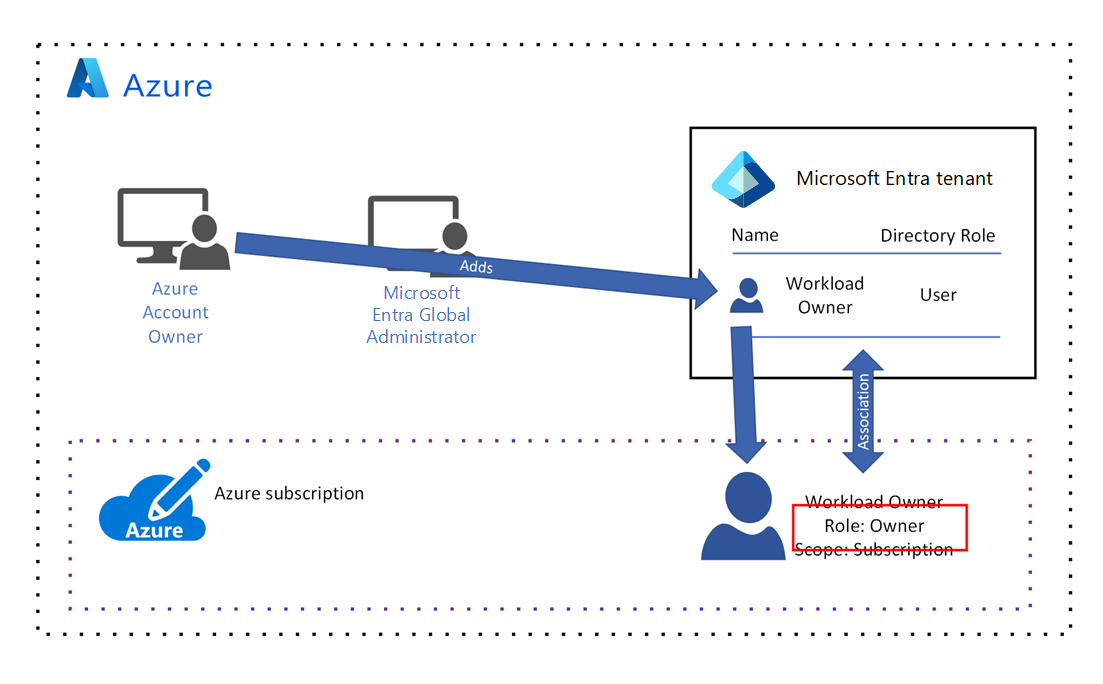 Azure
Microsoft Entra tenant
Name
Directory Role
Workload
Owner
User
Adds
Azure
Account
Owner
Microsoft
Entra Global
Administrator
Association
Azure
Azure subscription
Workload Owner
Role: Owner
Scope: Subscription